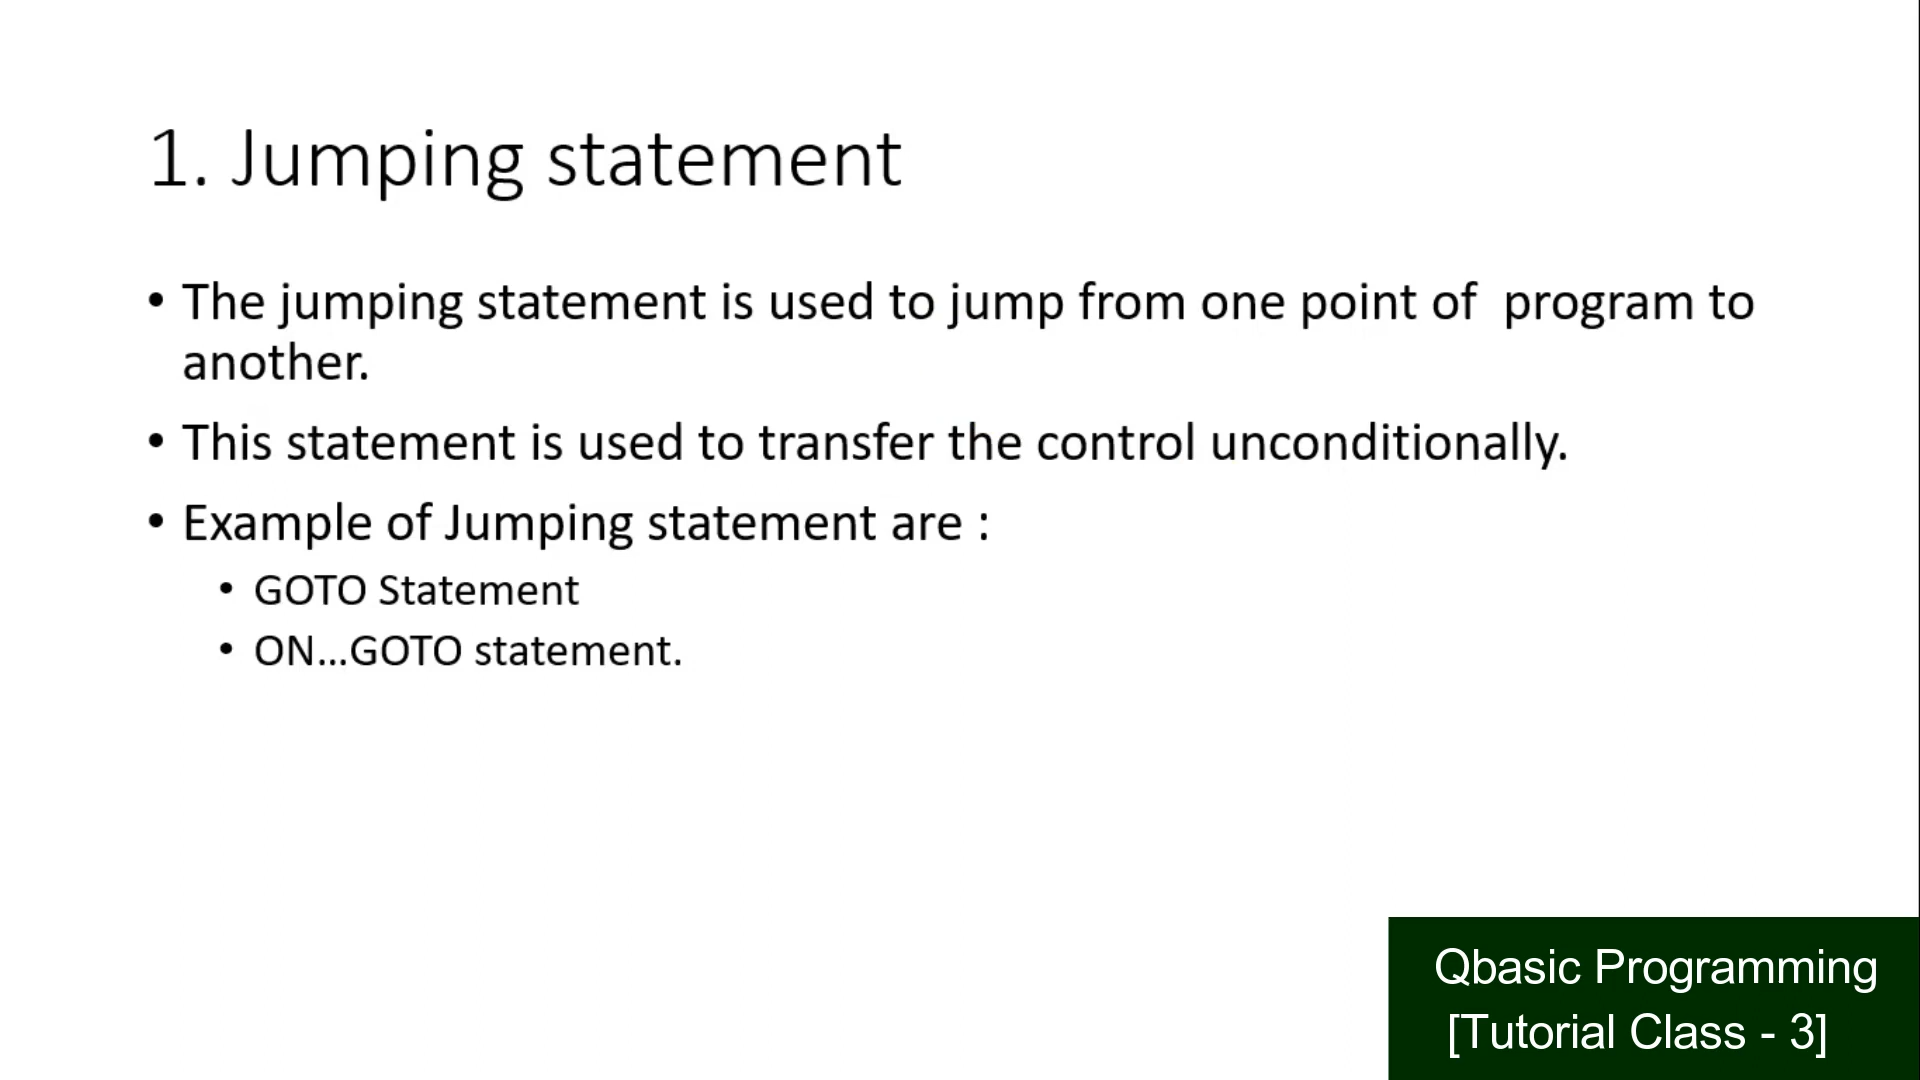 1. Jumping statement
• The jumping statement is used to jump from one point of  program to
another.
• This statement is used to transfer the control unconditionally.
• Example of Jumping statement are :
• GOTO Statement
• ON...GOTO statement.
Qbasic Programming
[Tutorial Class - 3]